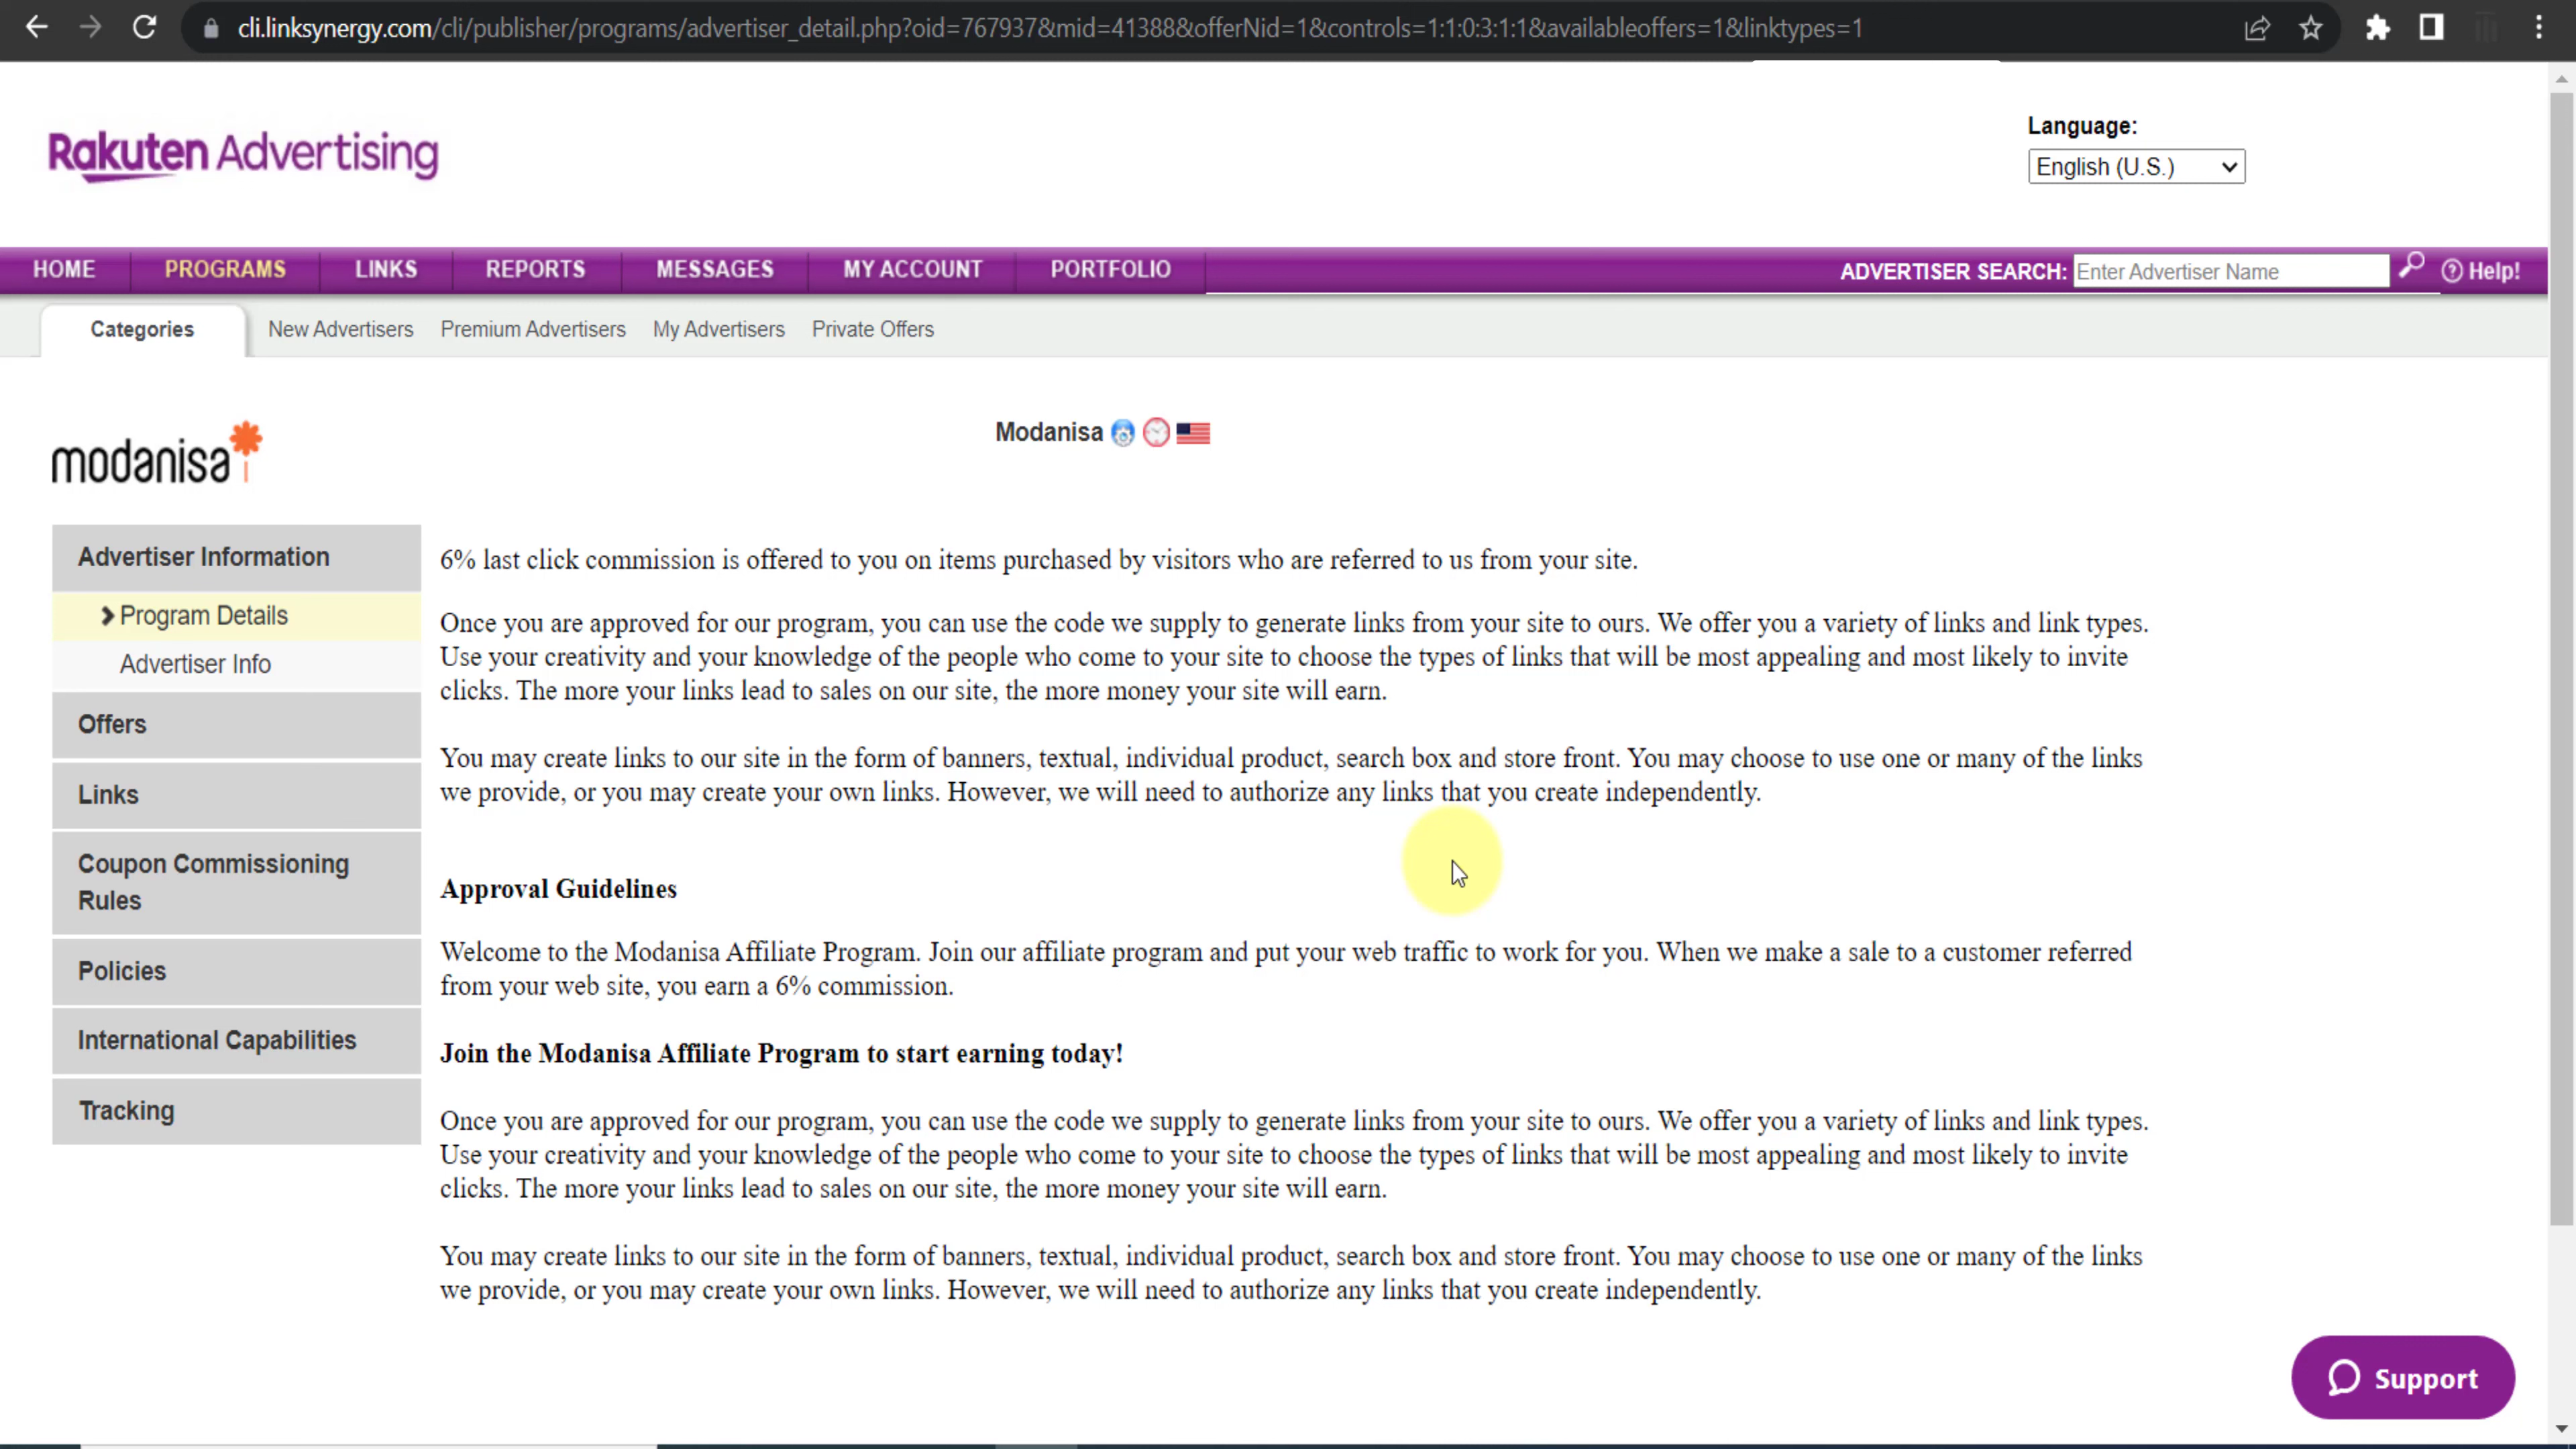 cli.linksynergy.com/cli/publisher/programs/advertiser_detail.php?oid=767937&mid=41388&offerNid=1&controls=1:1:0:3:1:1&availableoffers=1&linktypes=1
Rakuten Advertising
Language:
English (U.S.)
HOME PROGRAMS LINKS REPORTS MESSAGES MY ACCOUNT PORTFOLIO ADVERTISER SEARCH: Enter Advertiser Name Help!
Categories New Advertisers Premium Advertisers My Advertisers Private Offers
modanisa
Modanisa
Advertiser Information
Program Details
Advertiser Info
Offers
Links
Coupon Commissioning
Rules
Policies
International Capabilities
Tracking
6% last click commission is offered to you on items purchased by visitors who are referred to us from your site.
Once you are approved for our program, you can use the code we supply to generate links from your site to ours. We offer you a variety of links and link types.
Use your creativity and your knowledge of the people who come to your site to choose the types of links that will be most appealing and most likely to invite
clicks. The more your links lead to sales on our site, the more money your site will earn.
You may create links to our site in the form of banners, textual, individual product, search box and store front. You may choose to use one or many of the links
we provide, or you may create your own links. However, we will need to authorize any links that you create independently.
Approval Guidelines
Welcome to the Modanisa Affiliate Program. Join our affiliate program and put your web traffic to work for you. When we make a sale to a customer referred
from your web site, you earn a 6% commission.
Join the Modanisa Affiliate Program to start earning today!
Once you are approved for our program, you can use the code we supply to generate links from your site to ours. We offer you a variety of links and link types.
Use your creativity and your knowledge of the people who come to your site to choose the types of links that will be most appealing and most likely to invite
clicks. The more your links lead to sales on our site, the more money your site will earn.
You may create links to our site in the form of banners, textual, individual product, search box and store front. You may choose to use one or many of the links
we provide, or you may create your own links. However, we will need to authorize any links that you create independently.
Support